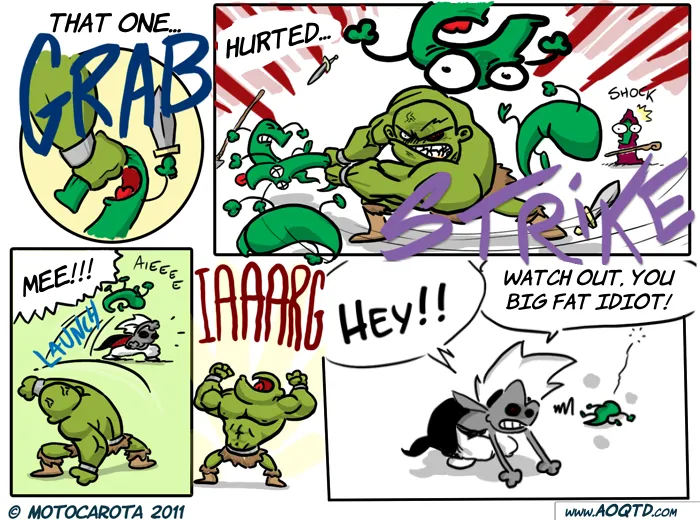 THAT ONE...
GRAB
HURTED...
SHOCK
STRIKE
MEE!!!
AIEEEE
LAUNCH
IAAARG
HEY!!
WATCH OUT, YOU
BIG FAT IDIOT!
© MOTOCAROTA 2011
WWW.AOQTD.COM